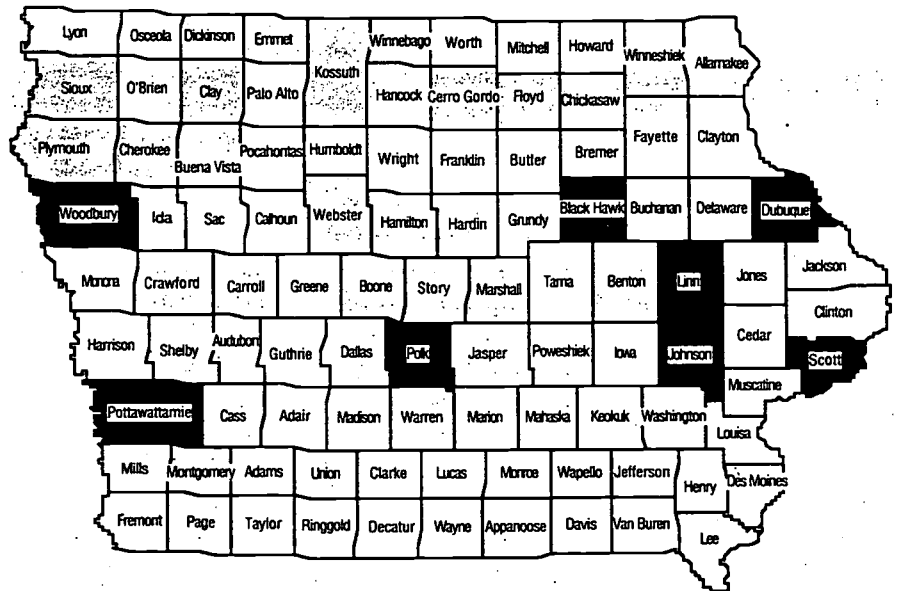 Lyon Osceola Dickinson Emmet Kossuth Winnebago Worth Mitchell Howard Winneshiek Allamakee
Sioux O'Brien Clay Palo Alto Hancock Cerro Gordo Floyd Chickasaw
Plymouth Cherokee Buena Vista Pocahontas Humboldt Wright Franklin Butler Bremer Fayette Clayton
Woodbury Ida Sac Calhoun Webster Hamilton Hardin Grundy Black Hawk Buchanan Delaware Dubuque
Monona Crawford Carroll Greene Boone Story Marshall Tama Benton Linn Jones Jackson
Clinton
Harrison Shelby Audubon Guthrie Dallas Polk Jasper Poweshiek Iowa Johnson Cedar Scott
Muscatine
Pottawattamie Cass Adair Madison Warren Marion Mahaska Keokuk Washington Louisa
Mills Montgomery Adams Union Clarke Lucas Monroe Wapello Jefferson Henry Des Moines
Fremont Page Taylor Ringgold Decatur Wayne Appanoose Davis Van Buren Lee